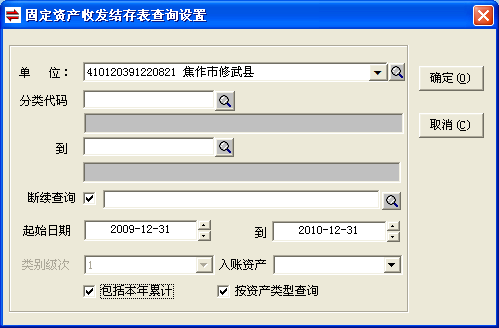 固定资产收发结存表查询设置
单 位： 410120391220821 焦作市修武县
确定(O)
分类代码
取消(C)
到
断续查询
起始日期 2009-12-31 到 2010-12-31
类别级次 1 入账资产
包括本年累计 按资产类型查询